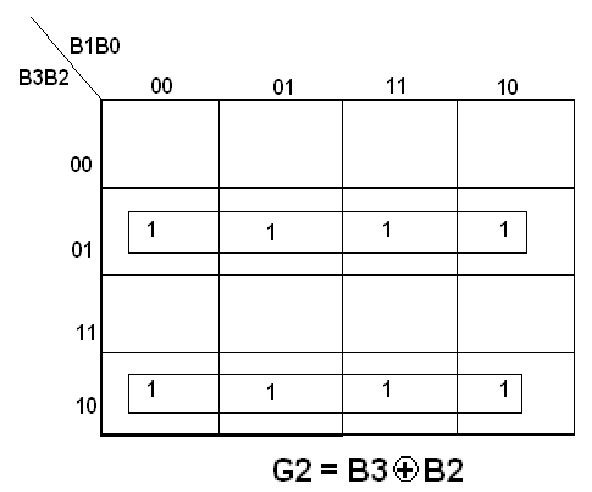 B1B0
B3B2
00 01 11 10
00
01 1 1 1 1
11
10 1 1 1 1
G2 = B3⊕B2